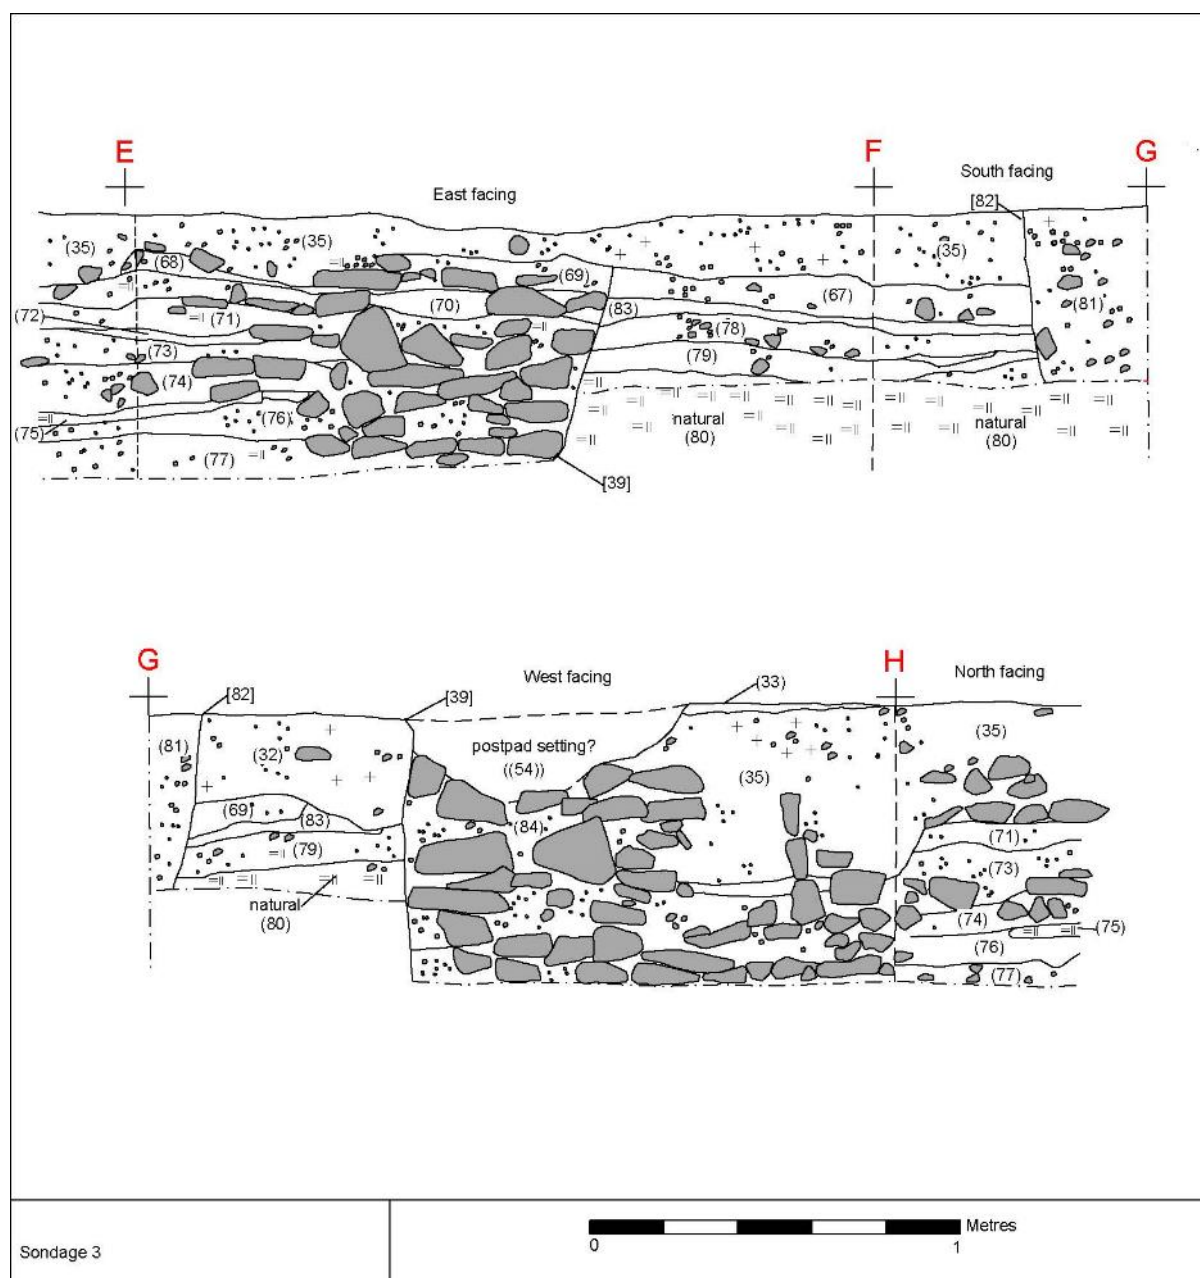 E
F
G
East facing
South facing
[82]
(35)
(35)
(35)
(68)
(69)
(67)
(70)
(83)
(81)
(71)
(72)
(78)
(73)
(79)
(74)
(76)
natural
(80)
natural
(80)
(75)
(77)
[39]
G
H
West facing
North facing
[82]
[39]
(33)
(81)
(32)
postpad setting?
((54))
(35)
(35)
(69)
(83)
(84)
(71)
(79)
(73)
natural
(80)
(74)
(75)
(76)
(77)
Sondage 3
Metres
0 1